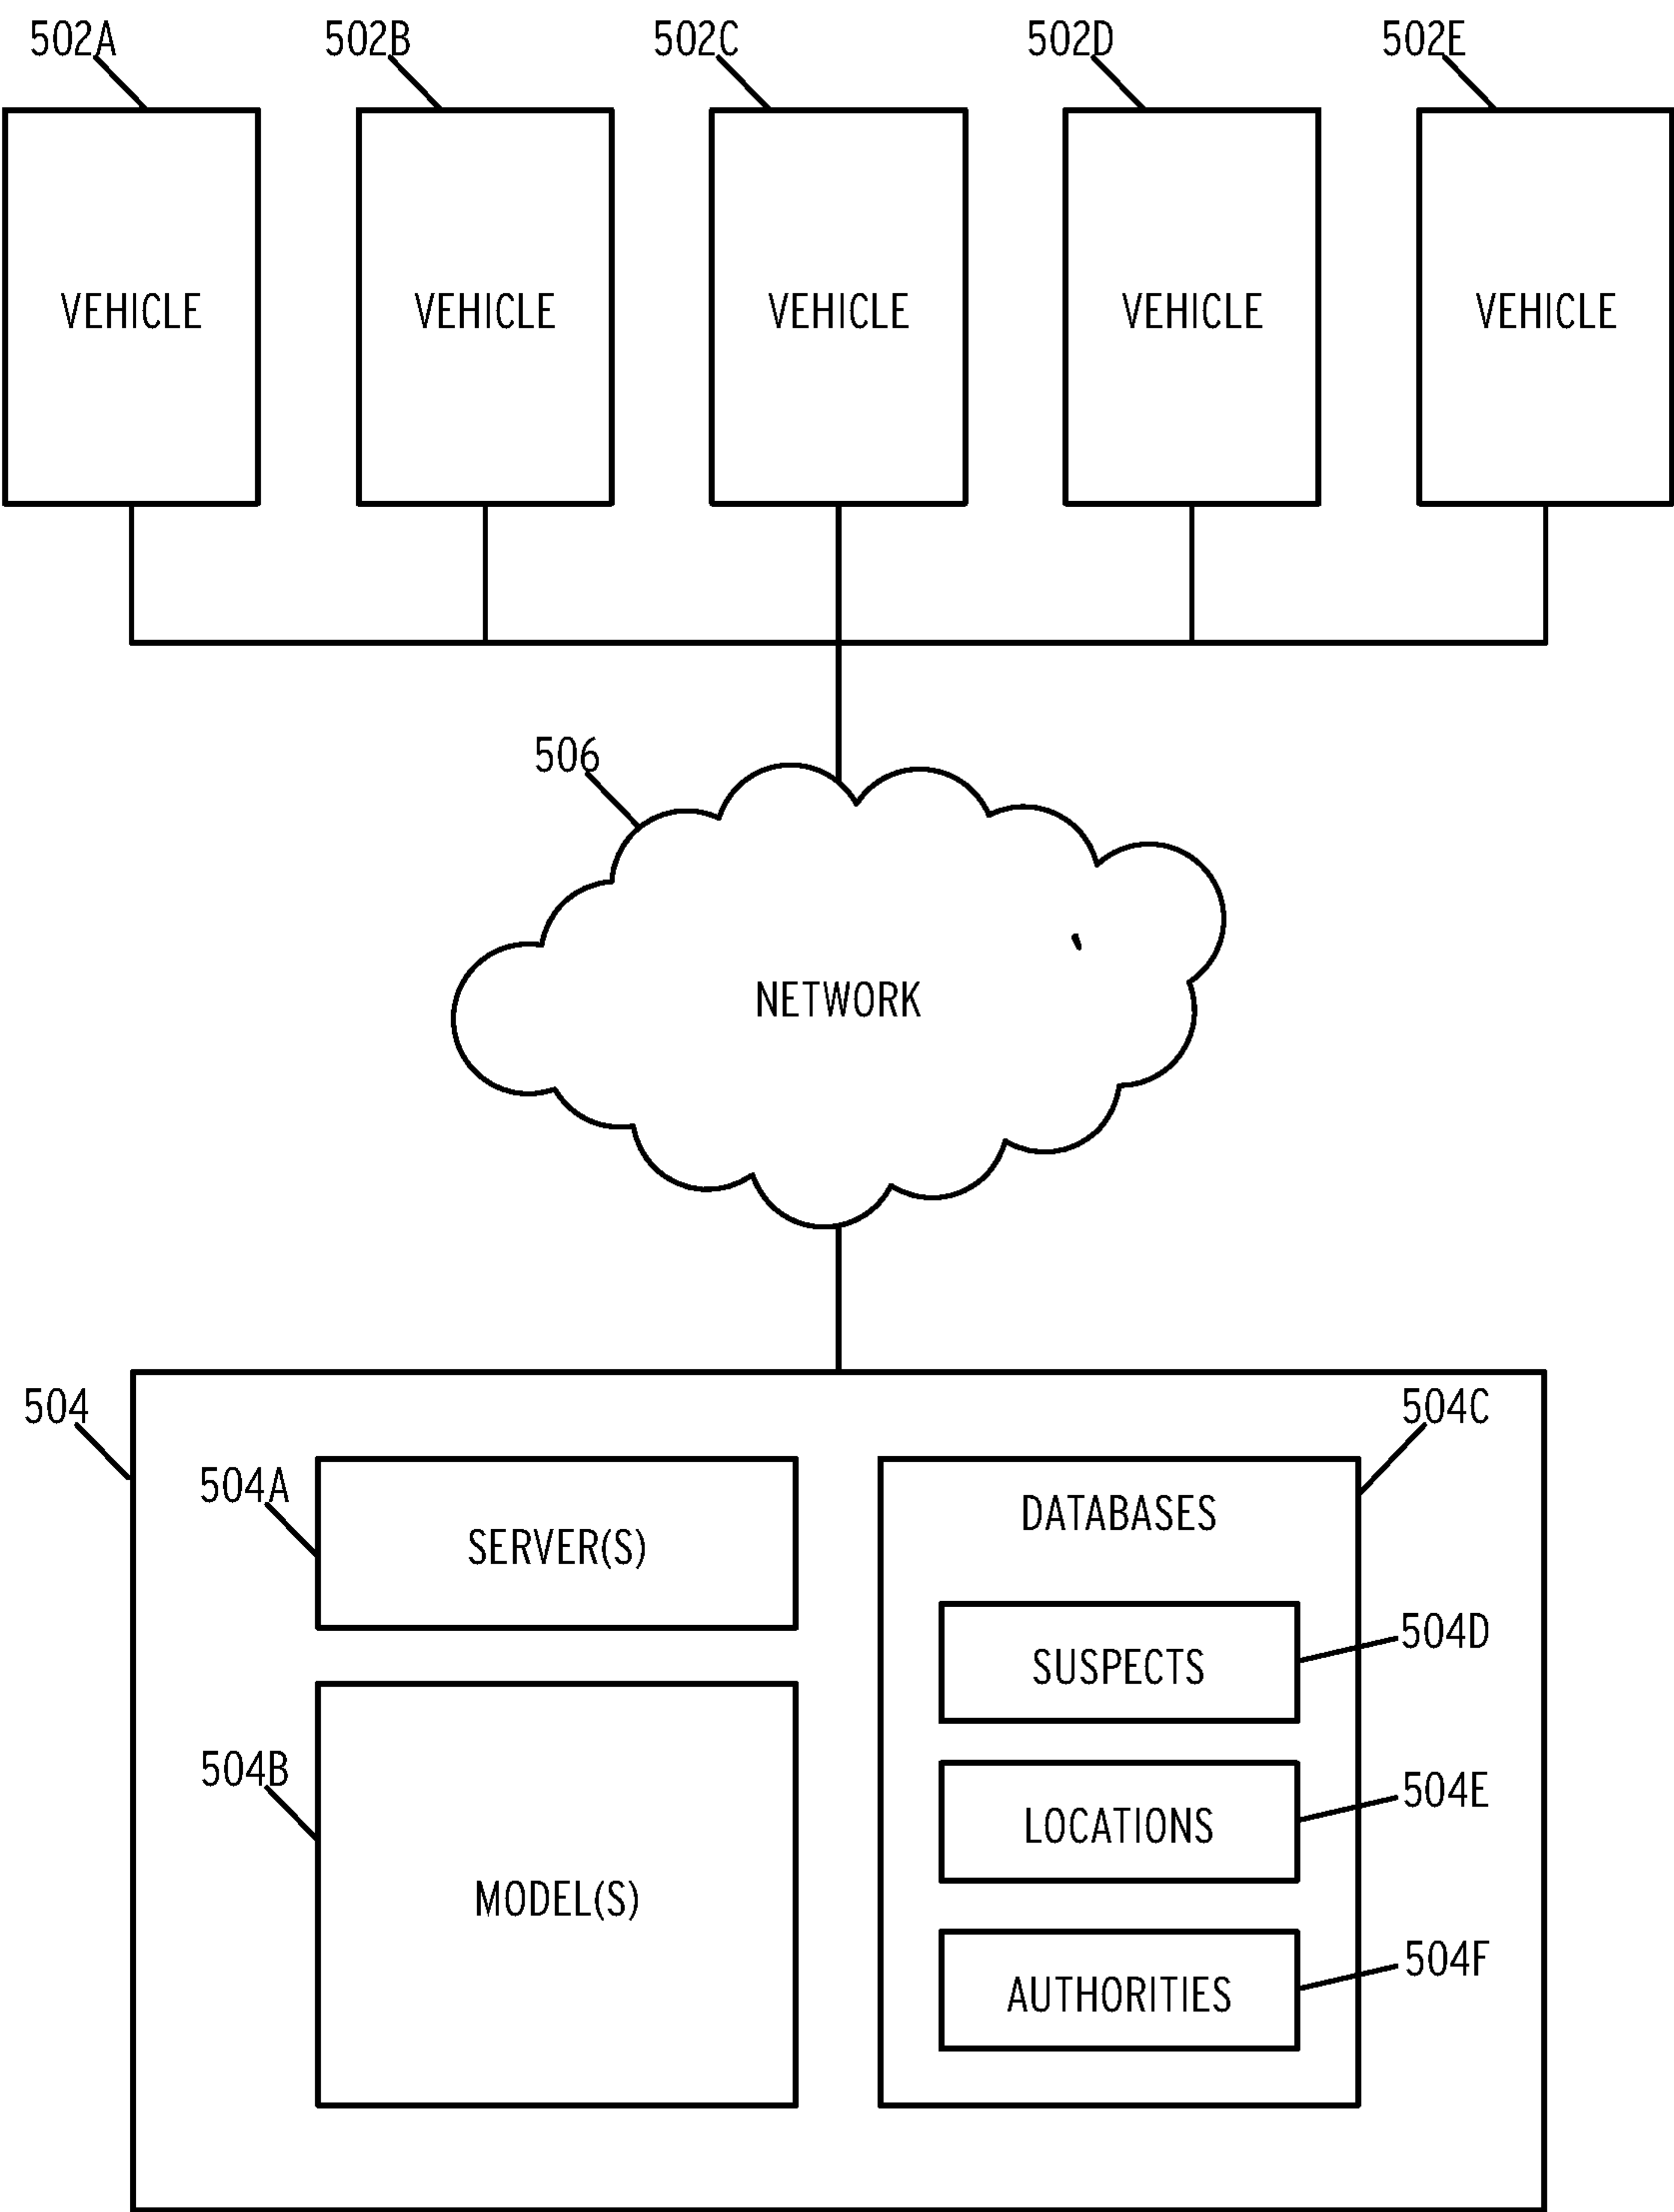 502A 502B 502C 502D 502E
VEHICLE VEHICLE VEHICLE VEHICLE VEHICLE
506
NETWORK
504
504C
504A
SERVER(S)
DATABASES
504D
SUSPECTS
504B
504E
LOCATIONS
MODEL(S)
504F
AUTHORITIES